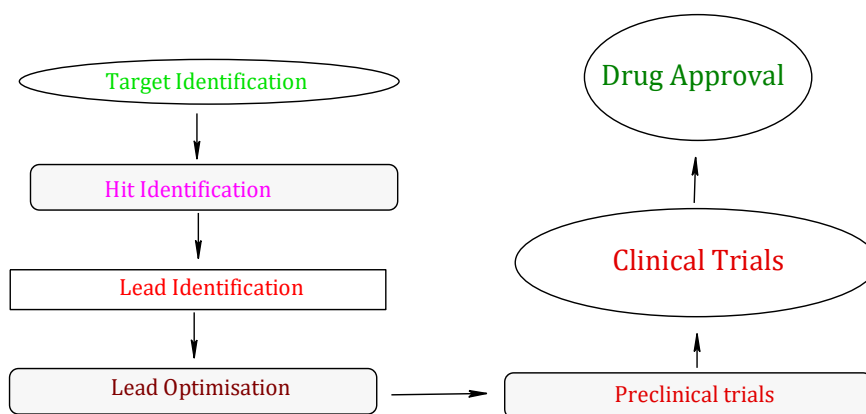 Target Identification
Hit Identification
Lead Identification
Lead Optimisation
Preclinical trials
Clinical Trials
Drug Approval